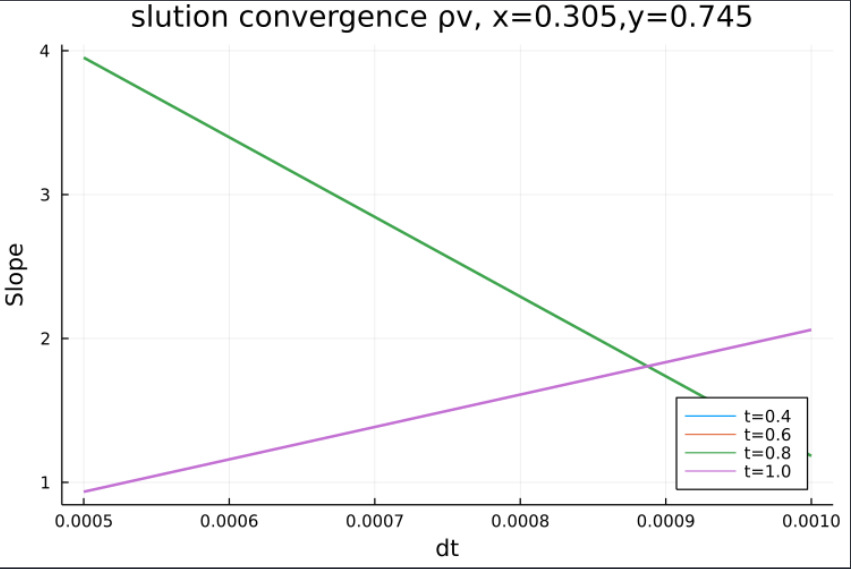 slution convergence ρv, x=0.305,y=0.745
4
3
2
1
Slope
0.0005 0.0006 0.0007 0.0008 0.0009 0.0010
dt
t=0.4
t=0.6
t=0.8
t=1.0